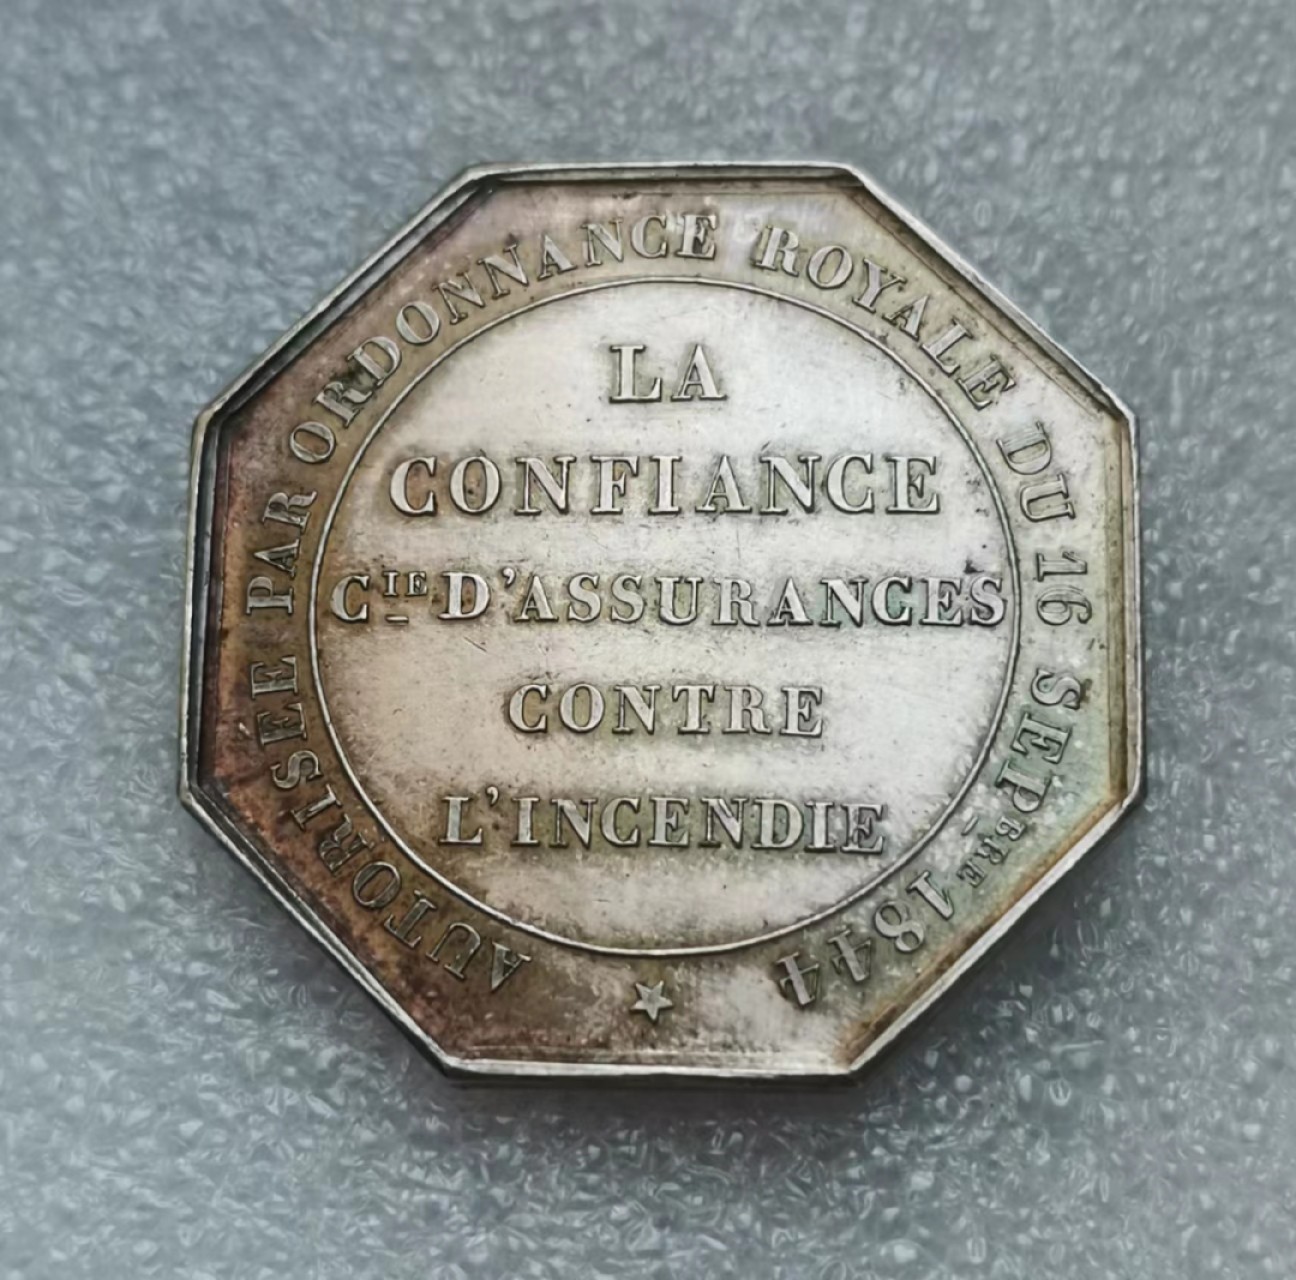 AUTORISÉE PAR ORDONNANCE ROYALE DU 16 SEPBRE 1844
LA
CONFIANCE
CIE D'ASSURANCES
CONTRE
L'INCENDIE